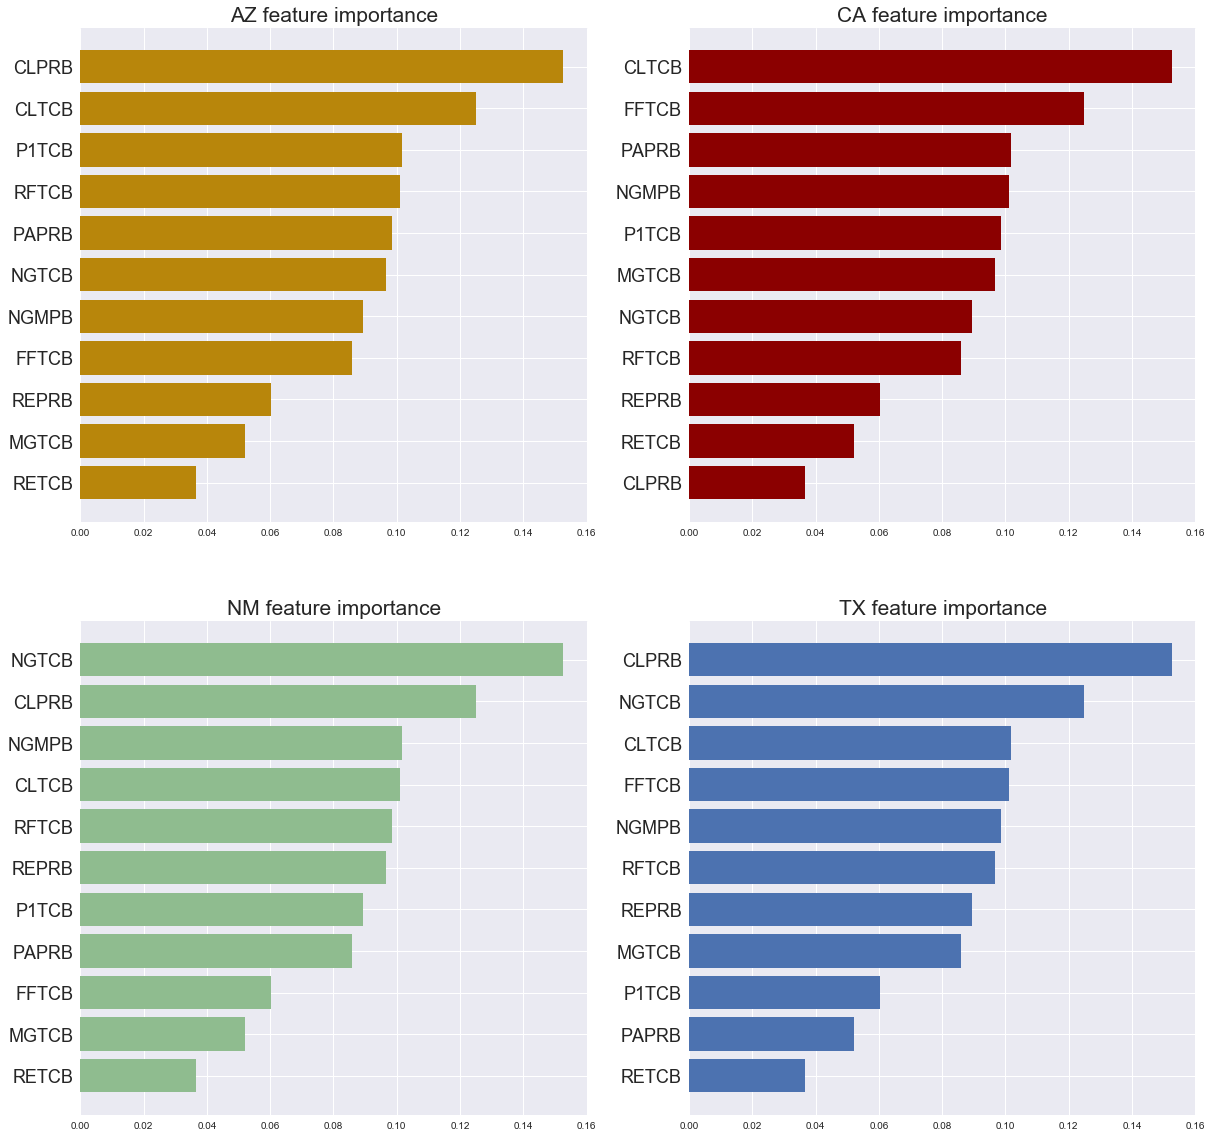 AZ feature importance
CLPRB
CLTCB
P1TCB
RFTCB
PAPRB
NGTCB
NGMPB
FFTCB
REPRB
MGTCB
RETCB
0.00 0.02 0.04 0.06 0.08 0.10 0.12 0.14 0.16
CA feature importance
CLTCB
FFTCB
PAPRB
NGMPB
P1TCB
MGTCB
NGTCB
RFTCB
REPRB
RETCB
CLPRB
0.00 0.02 0.04 0.06 0.08 0.10 0.12 0.14 0.16
NM feature importance
NGTCB
CLPRB
NGMPB
CLTCB
RFTCB
REPRB
P1TCB
PAPRB
FFTCB
MGTCB
RETCB
0.00 0.02 0.04 0.06 0.08 0.10 0.12 0.14 0.16
TX feature importance
CLPRB
NGTCB
CLTCB
FFTCB
NGMPB
RFTCB
REPRB
MGTCB
P1TCB
PAPRB
RETCB
0.00 0.02 0.04 0.06 0.08 0.10 0.12 0.14 0.16